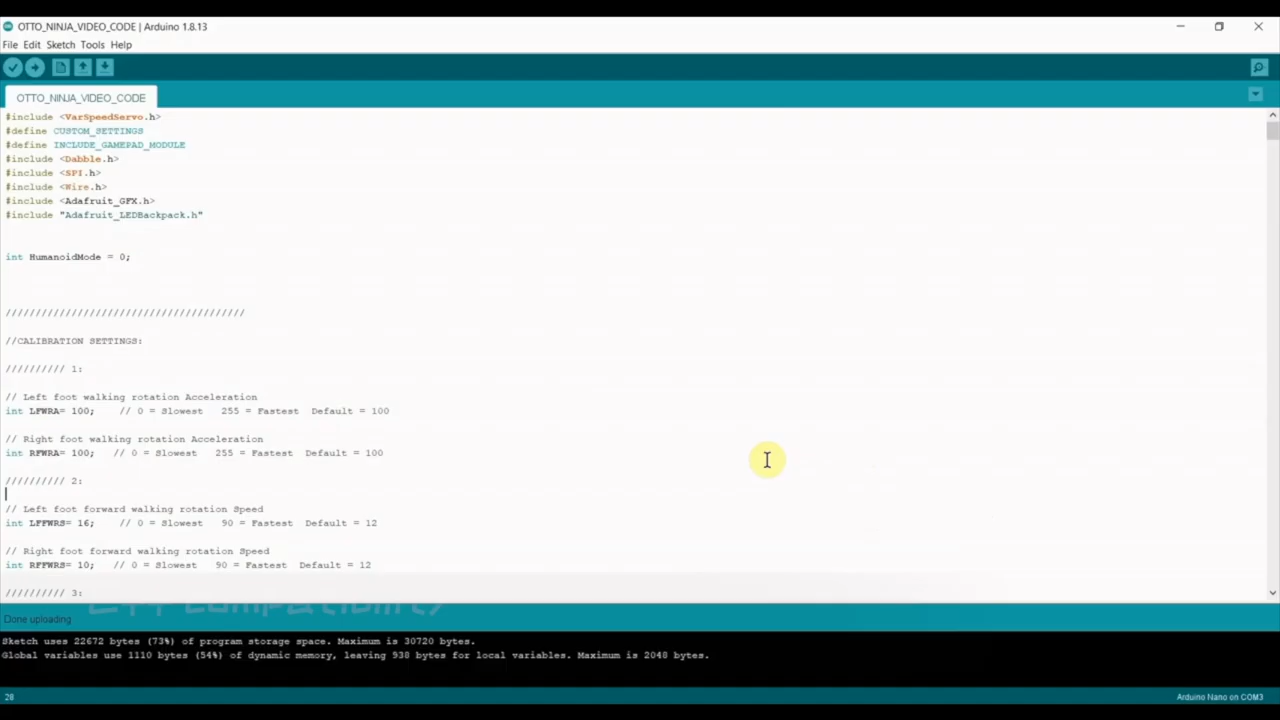 OTTO_NINJA_VIDEO_CODE | Arduino 1.8.13
File Edit Sketch Tools Help
OTTO_NINJA_VIDEO_CODE
#include <VarSpeedServo.h>
#define CUSTOM_SETTINGS
#define INCLUDE_GAMEPAD_MODULE
#include <Dabble.h>
#include <SPI.h>
#include <Wire.h>
#include <Adafruit_GFX.h>
#include "Adafruit_LEDBackpack.h"
int HumanoidMode = 0;
////////////////////////////////////////
//CALIBRATION SETTINGS:
////////// 1:
// Left foot walking rotation Acceleration
int LFWRA= 100; // 0 = Slowest 255 = Fastest Default = 100
// Right foot walking rotation Acceleration
int RFWRA= 100; // 0 = Slowest 255 = Fastest Default = 100
////////// 2:
// Left foot forward walking rotation Speed
int LFFWRS= 16; // 0 = Slowest 90 = Fastest Default = 12
// Right foot forward walking rotation Speed
int RFFWRS= 10; // 0 = Slowest 90 = Fastest Default = 12
////////// 3:
Done uploading
Sketch uses 22672 bytes (73%) of program storage space. Maximum is 30720 bytes.
Global variables use 1110 bytes (54%) of dynamic memory, leaving 938 bytes for local variables. Maximum is 2048 bytes.
28
Arduino Nano on COM3